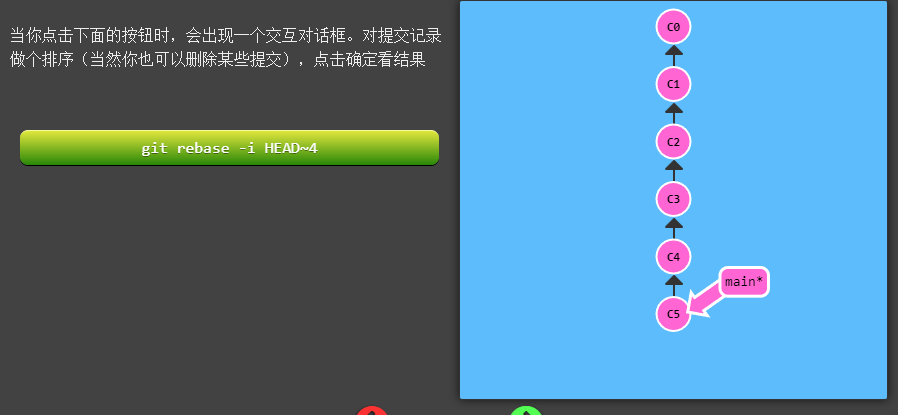 当你点击下面的按钮时，会出现一个交互对话框。对提交记录
做个排序（当然你也可以删除某些提交），点击确定看结果
git rebase -i HEAD~4
C0
C1
C2
C3
C4
main*
C5